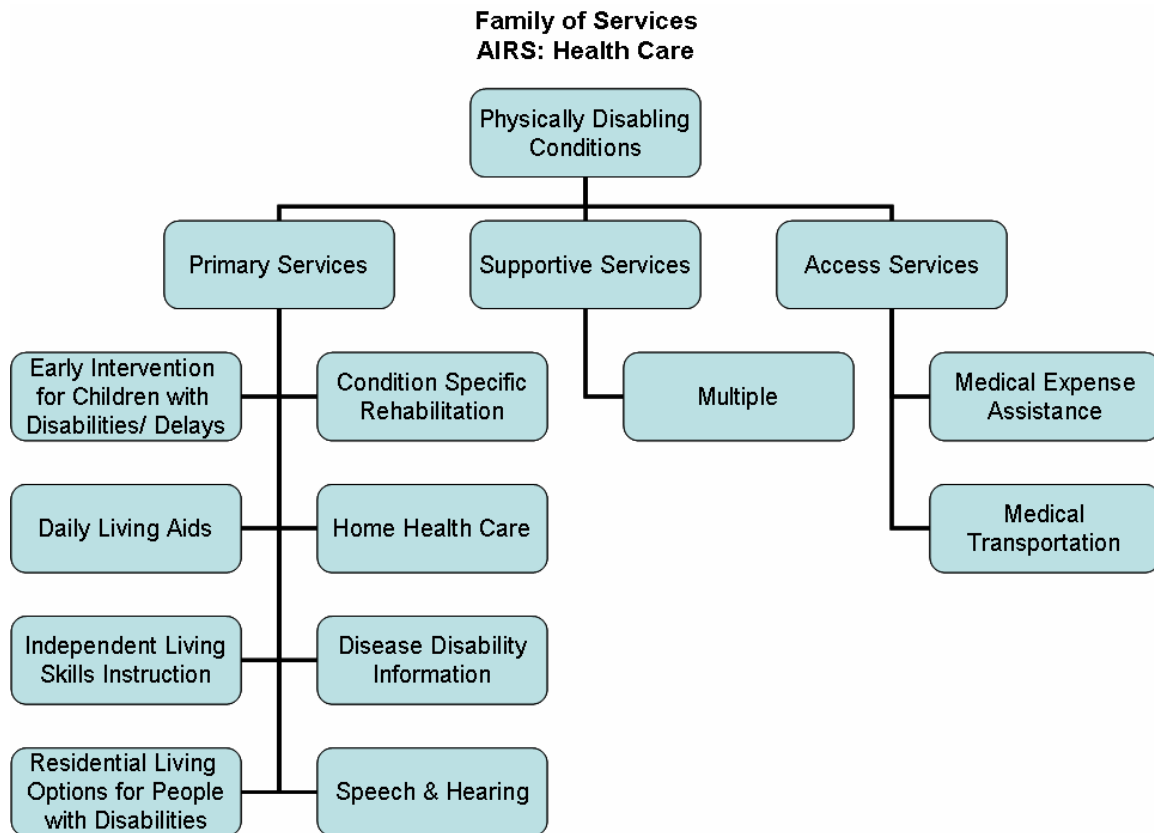 Family of Services
AIRS: Health Care
Physically Disabling
Conditions
Primary Services
Supportive Services
Access Services
Early Intervention
for Children with
Disabilities/ Delays
Condition Specific
Rehabilitation
Multiple
Medical Expense
Assistance
Daily Living Aids
Home Health Care
Medical
Transportation
Independent Living
Skills Instruction
Disease Disability
Information
Residential Living
Options for People
with Disabilities
Speech & Hearing